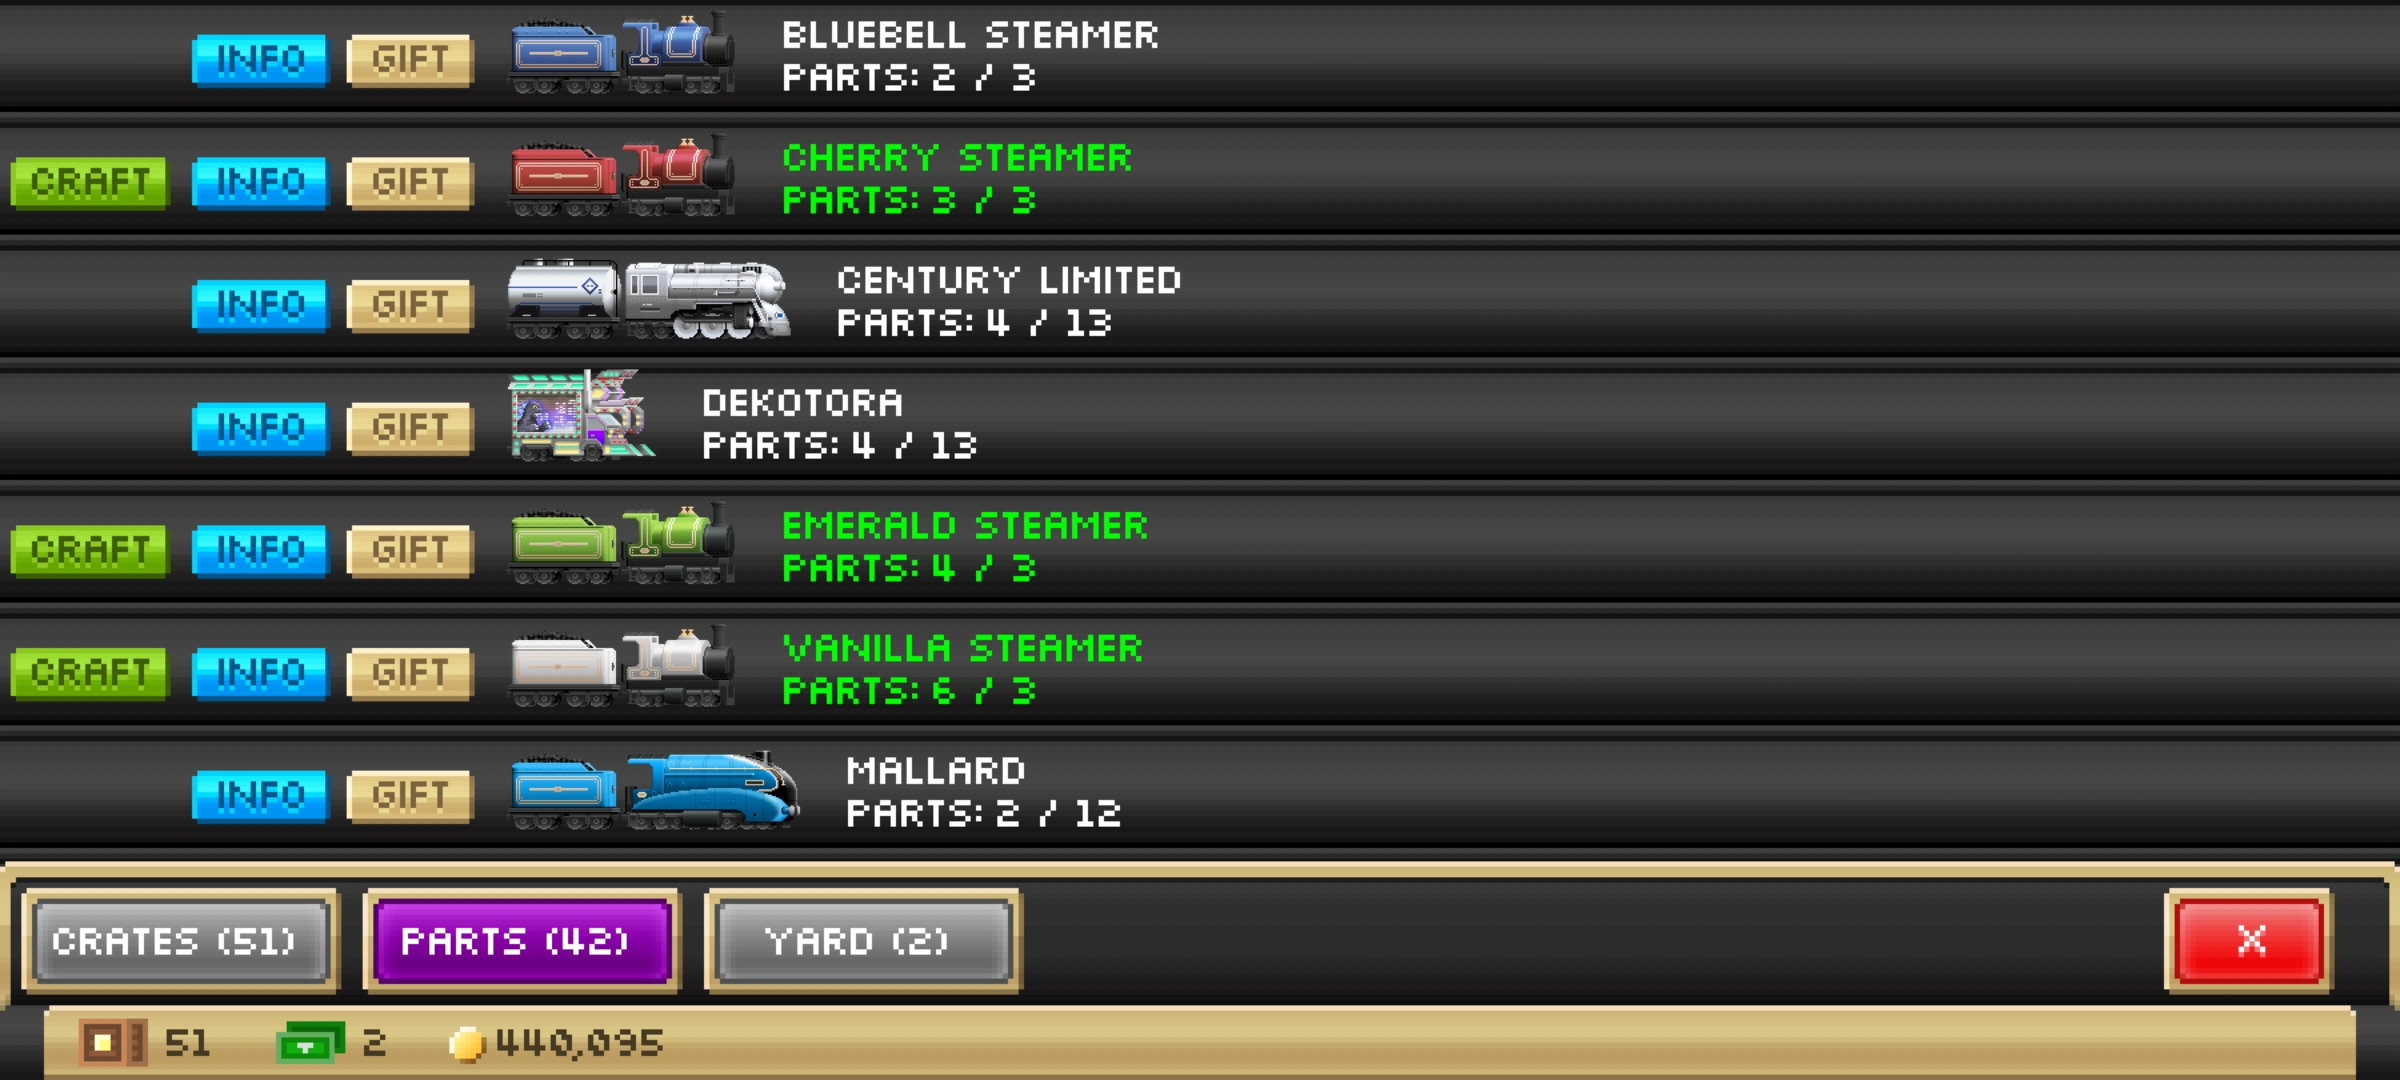 INFO GIFT BLUEBELL STEAMER
PARTS: 2 / 3
CRAFT INFO GIFT CHERRY STEAMER
PARTS: 3 / 3
INFO GIFT CENTURY LIMITED
PARTS: 4 / 13
INFO GIFT DEKOTORA
PARTS: 4 / 13
CRAFT INFO GIFT EMERALD STEAMER
PARTS: 4 / 3
CRAFT INFO GIFT VANILLA STEAMER
PARTS: 6 / 3
INFO GIFT MALLARD
PARTS: 2 / 12
CRATES (51) PARTS (42) YARD (2) X
51 2 440,095